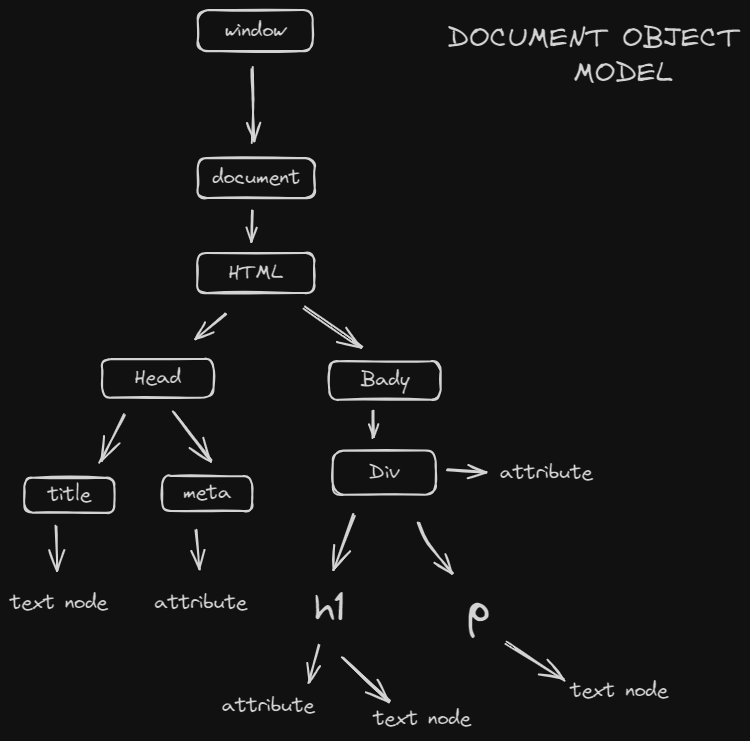 window
DOCUMENT OBJECT
MODEL
document
HTML
Head
Bady
title
meta
Div
attribute
text node
attribute
h1
p
attribute
text node
text node